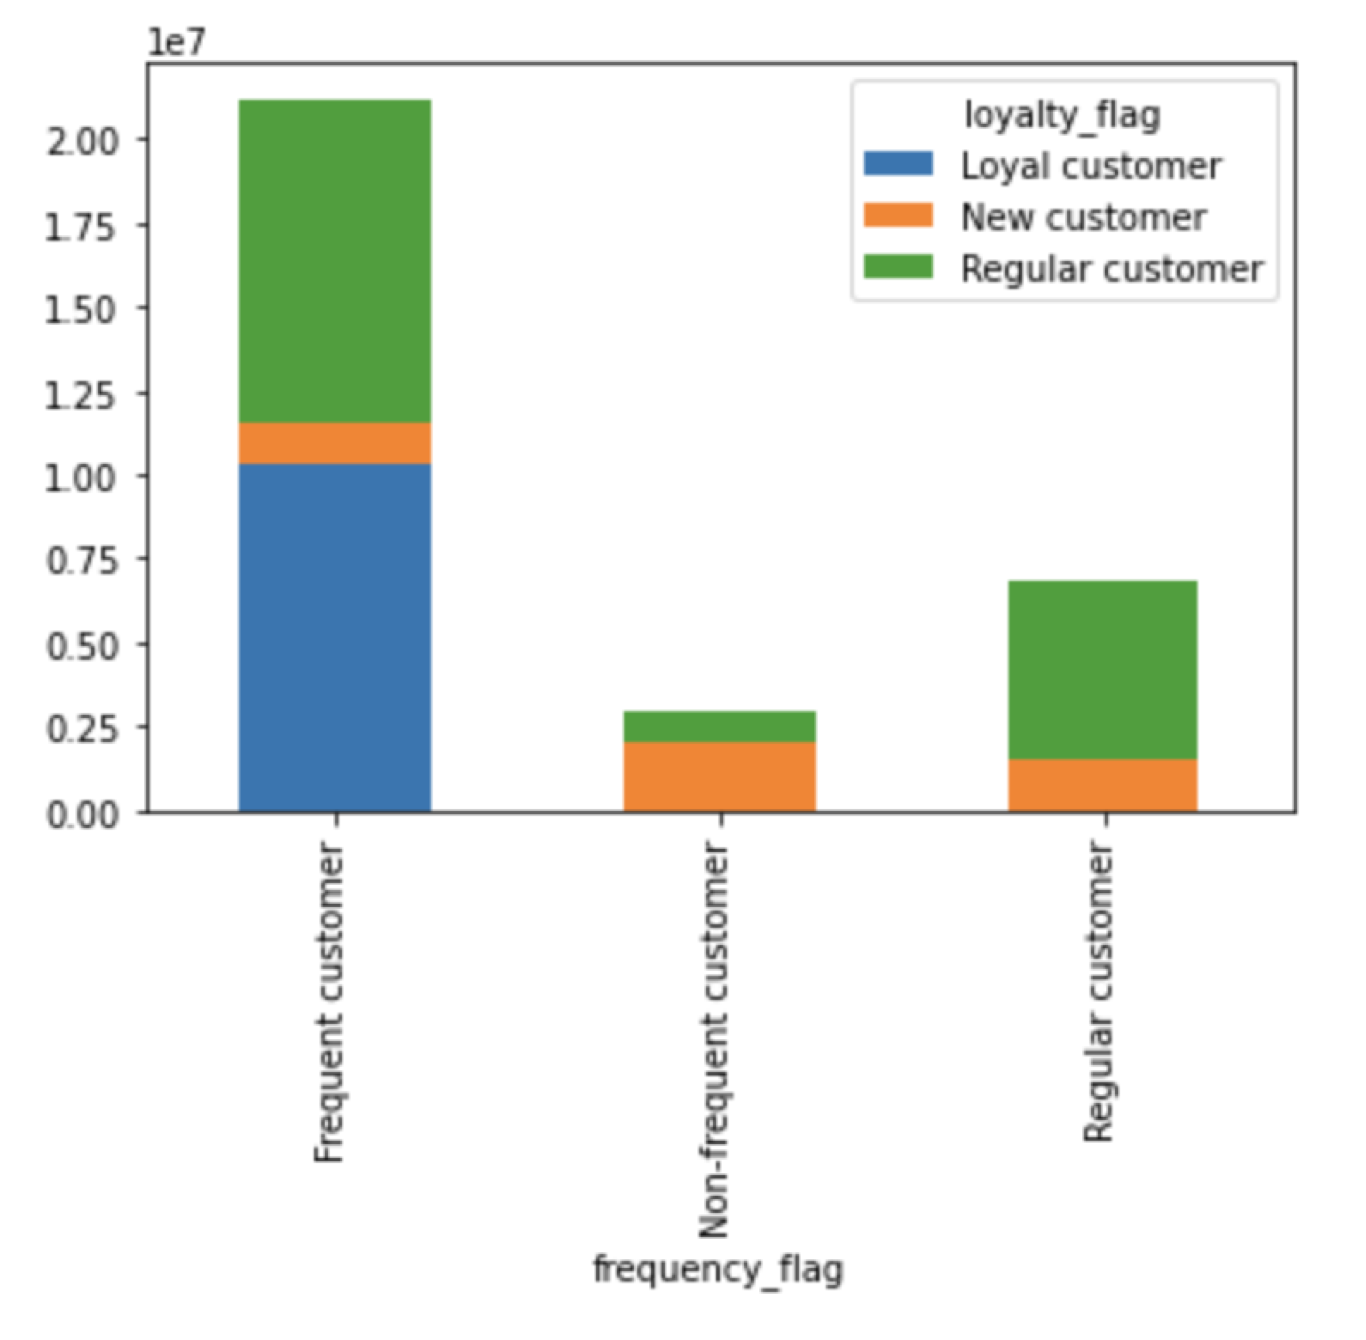 1e7
2.00
1.75
1.50
1.25
1.00
0.75
0.50
0.25
0.00
loyalty_flag
Loyal customer
New customer
Regular customer
Frequent customer
Non-frequent customer
Regular customer
frequency_flag